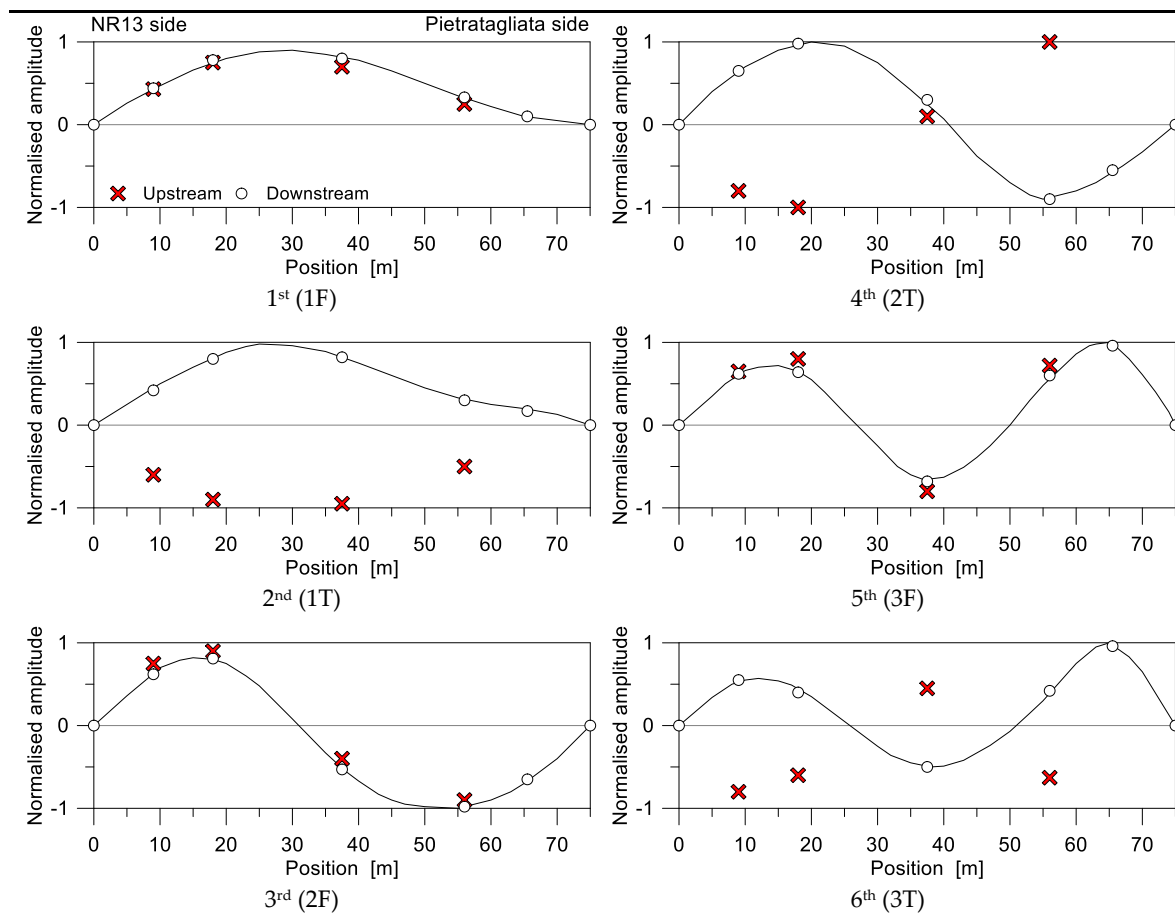 NR13 side Pietratagliata side
Normalised amplitude
1
0
-1
Upstream Downstream
0 10 20 30 40 50 60 70
Position [m]
1st (1F)
Normalised amplitude
1
0
-1
0 10 20 30 40 50 60 70
Position [m]
4th (2T)
Normalised amplitude
1
0
-1
0 10 20 30 40 50 60 70
Position [m]
2nd (1T)
Normalised amplitude
1
0
-1
0 10 20 30 40 50 60 70
Position [m]
5th (3F)
Normalised amplitude
1
0
-1
0 10 20 30 40 50 60 70
Position [m]
3rd (2F)
Normalised amplitude
1
0
-1
0 10 20 30 40 50 60 70
Position [m]
6th (3T)